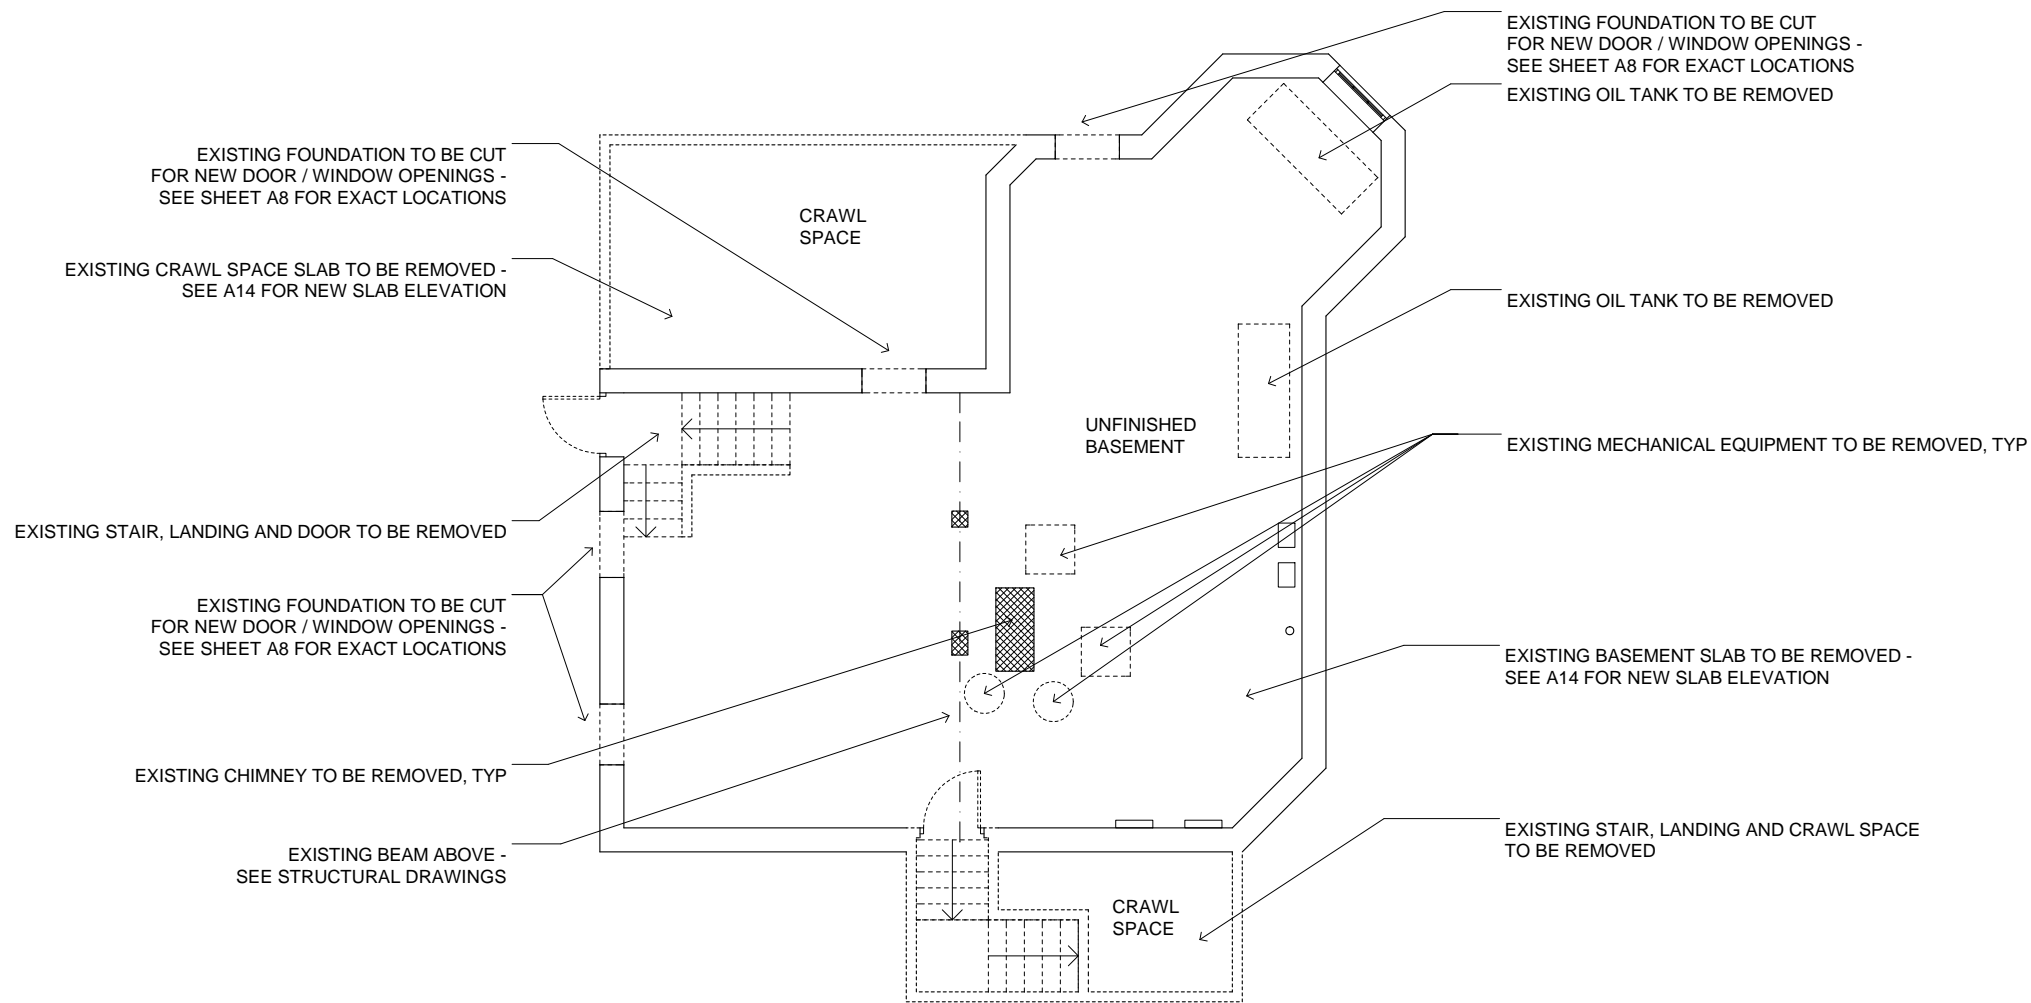 EXISTING FOUNDATION TO BE CUT
FOR NEW DOOR / WINDOW OPENINGS -
SEE SHEET A8 FOR EXACT LOCATIONS
EXISTING OIL TANK TO BE REMOVED
EXISTING FOUNDATION TO BE CUT
FOR NEW DOOR / WINDOW OPENINGS -
SEE SHEET A8 FOR EXACT LOCATIONS
CRAWL
SPACE
EXISTING CRAWL SPACE SLAB TO BE REMOVED -
SEE A14 FOR NEW SLAB ELEVATION
EXISTING OIL TANK TO BE REMOVED
UNFINISHED
BASEMENT
EXISTING MECHANICAL EQUIPMENT TO BE REMOVED, TYP
EXISTING STAIR, LANDING AND DOOR TO BE REMOVED
EXISTING FOUNDATION TO BE CUT
FOR NEW DOOR / WINDOW OPENINGS -
SEE SHEET A8 FOR EXACT LOCATIONS
EXISTING BASEMENT SLAB TO BE REMOVED -
SEE A14 FOR NEW SLAB ELEVATION
EXISTING CHIMNEY TO BE REMOVED, TYP
EXISTING BEAM ABOVE -
SEE STRUCTURAL DRAWINGS
EXISTING STAIR, LANDING AND CRAWL SPACE
TO BE REMOVED
CRAWL
SPACE